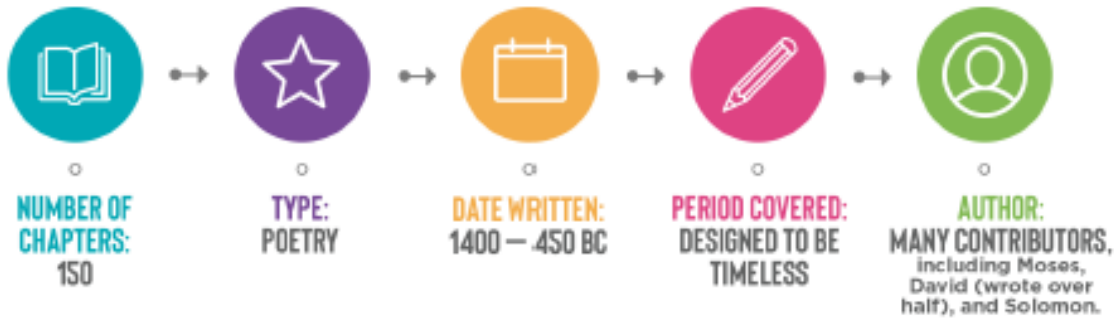 NUMBER OF
CHAPTERS:
150
TYPE:
POETRY
DATE WRITTEN:
1400 – 450 BC
PERIOD COVERED:
DESIGNED TO BE
TIMELESS
AUTHOR:
MANY CONTRIBUTORS,
including Moses,
David (wrote over
half), and Solomon.